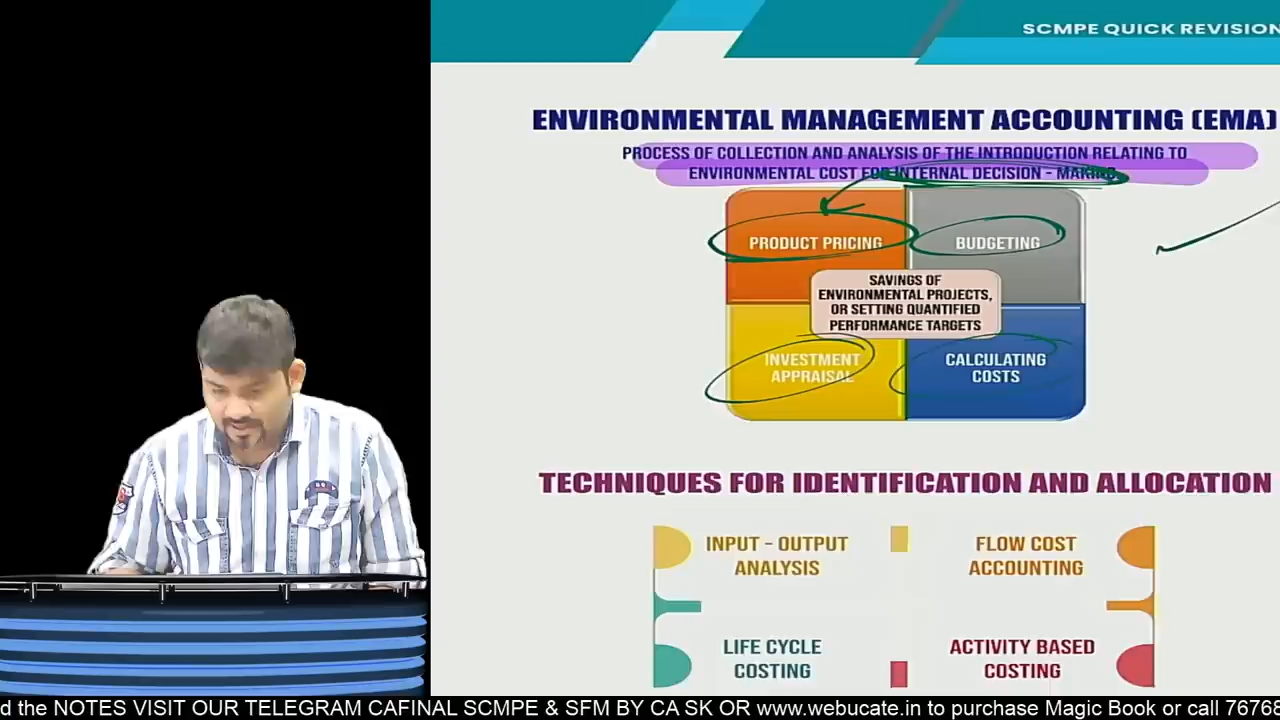 SCMPE QUICK REVISION
ENVIRONMENTAL MANAGEMENT ACCOUNTING (EMA)
PROCESS OF COLLECTION AND ANALYSIS OF THE INTRODUCTION RELATING TO
ENVIRONMENTAL COST FOR INTERNAL DECISION - MAKING
PRODUCT PRICING
BUDGETING
SAVINGS OF
ENVIRONMENTAL PROJECTS,
OR SETTING QUANTIFIED
PERFORMANCE TARGETS
INVESTMENT
APPRAISAL
CALCULATING
COSTS
TECHNIQUES FOR IDENTIFICATION AND ALLOCATION
INPUT - OUTPUT
ANALYSIS
FLOW COST
ACCOUNTING
LIFE CYCLE
COSTING
ACTIVITY BASED
COSTING
d the NOTES VISIT OUR TELEGRAM CAFINAL SCMPE & SFM BY CA SK OR www.webucate.in to purchase Magic Book or call 76768